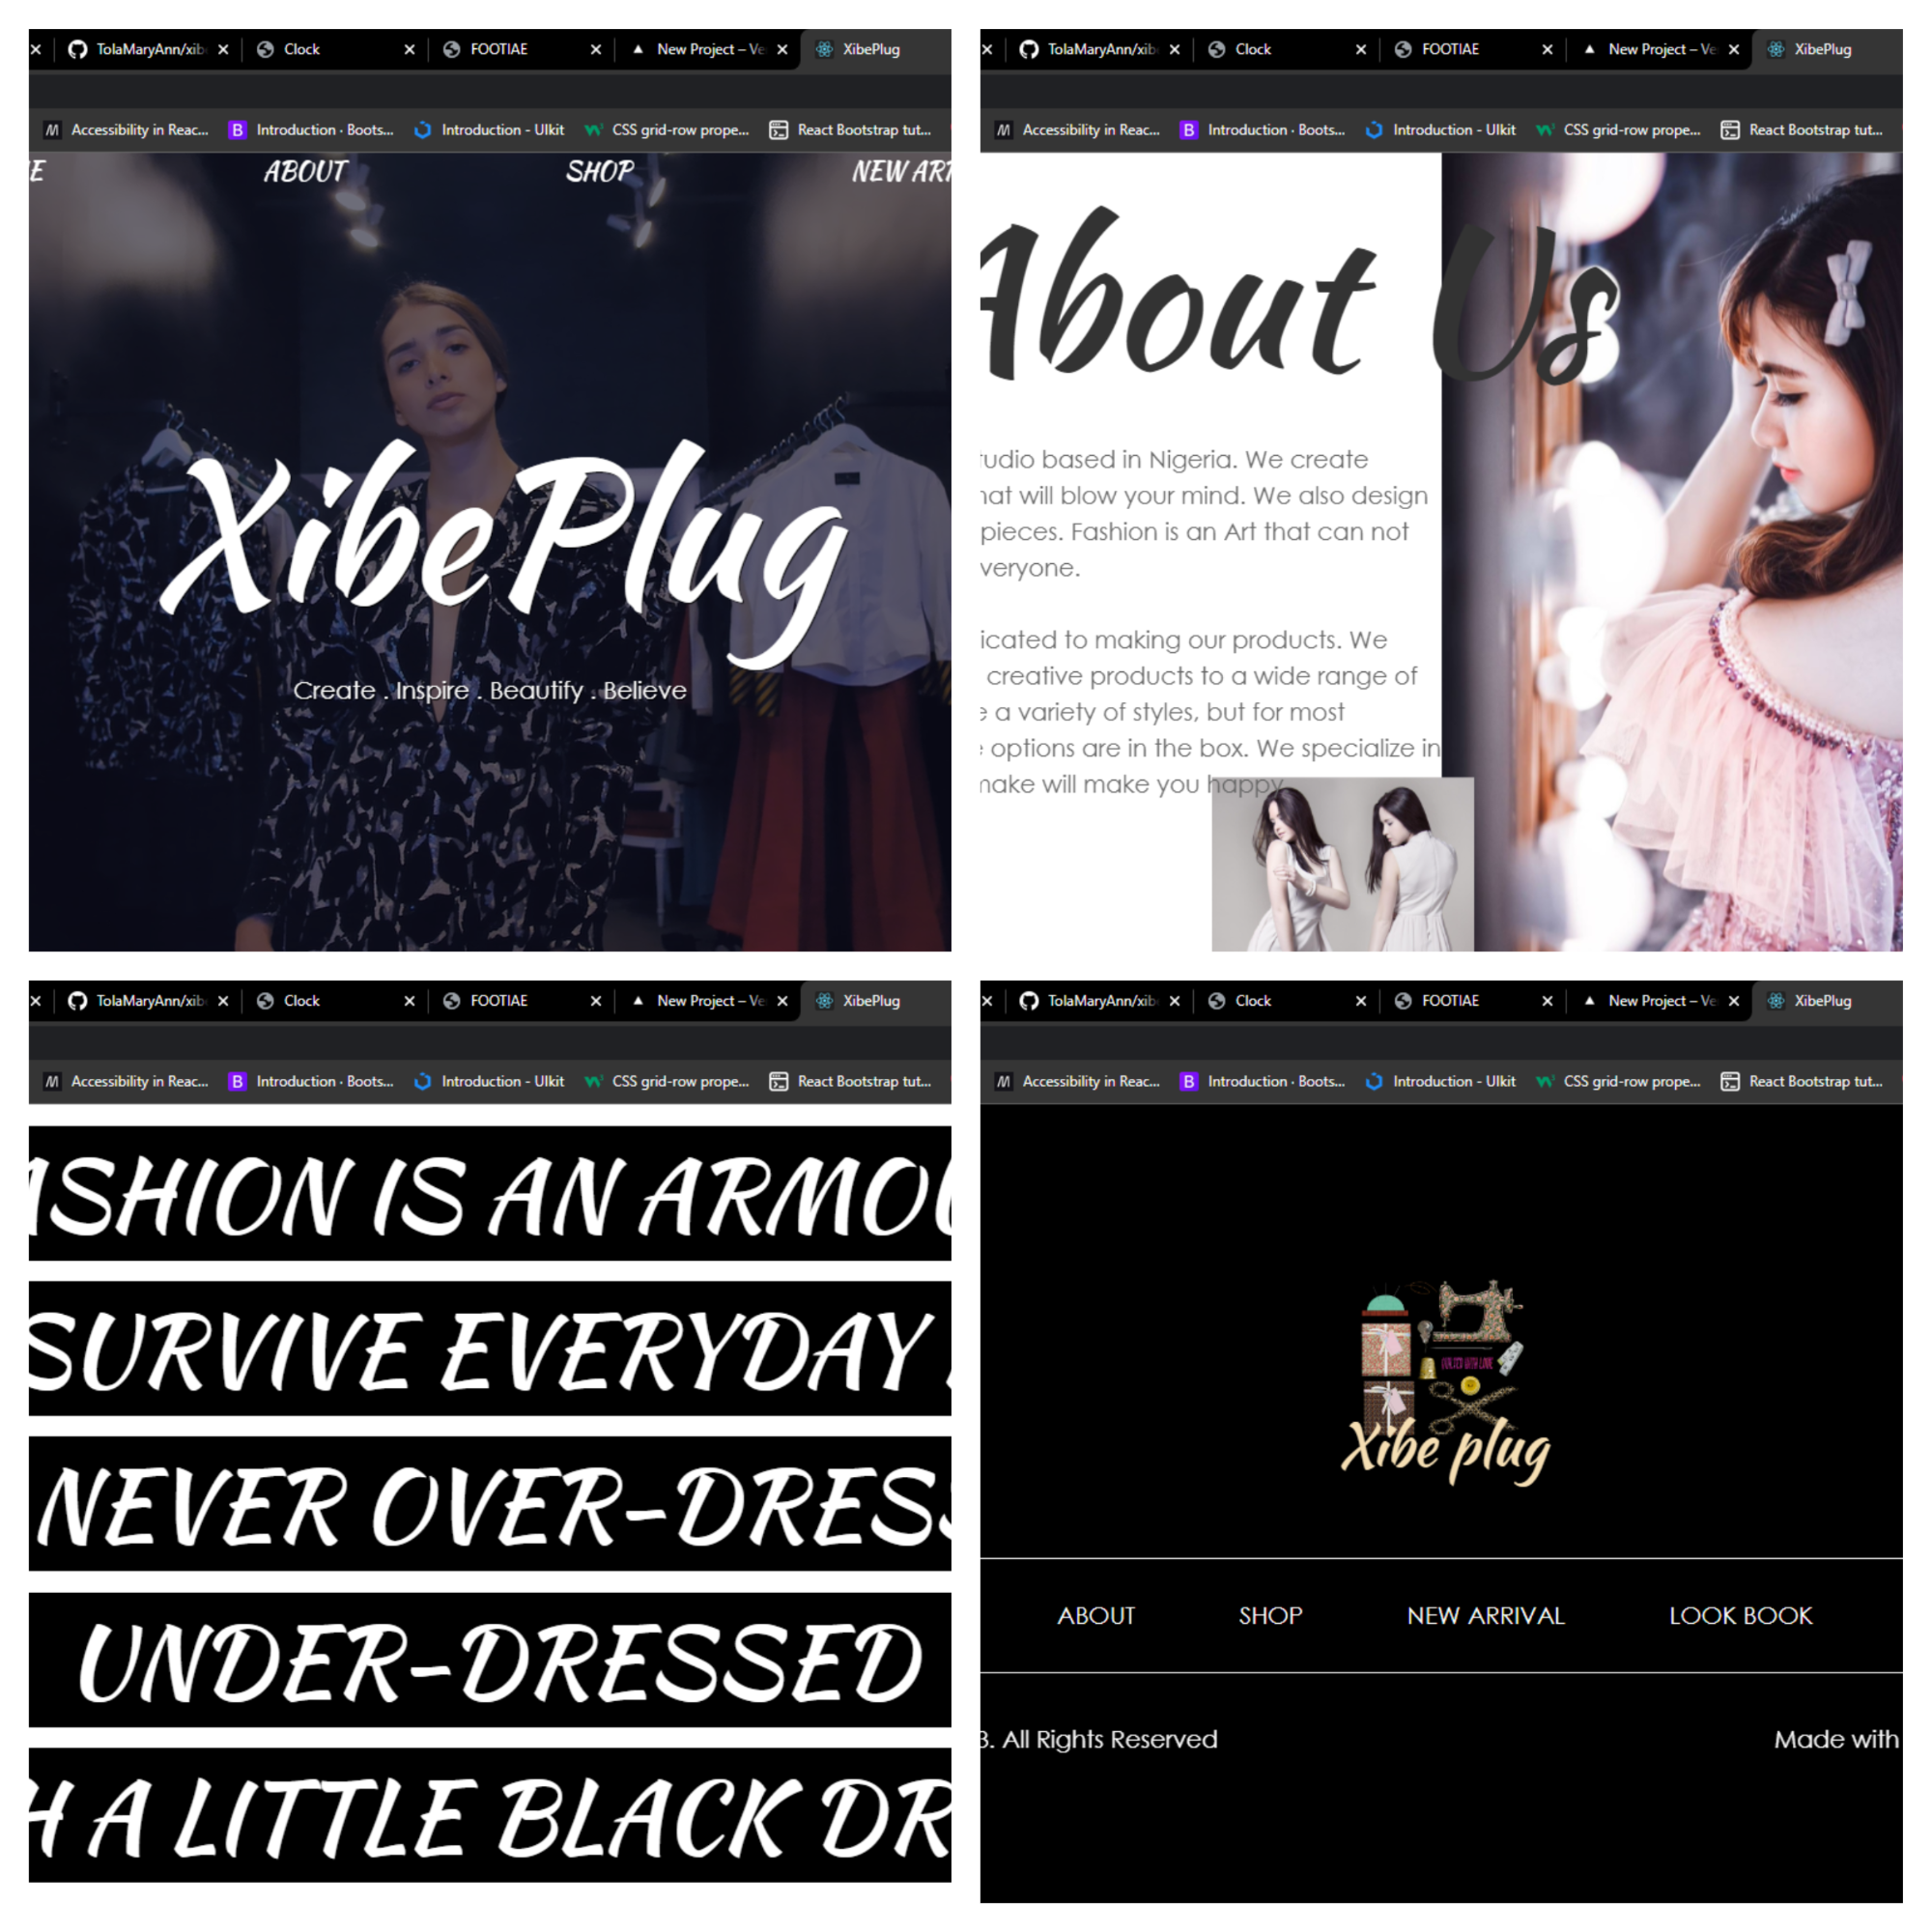 TolaMaryAnn/xib Clock FOOTIAE New Project – Ve XibePlug
Accessibility in Reac... Introduction · Boots... Introduction - UIkit CSS grid-row prope... React Bootstrap tut...
E ABOUT SHOP NEW ARR
XibePlug
Create . Inspire . Beautify . Believe
TolaMaryAnn/xib Clock FOOTIAE New Project – Ve XibePlug
Accessibility in Reac... Introduction · Boots... Introduction - UIkit CSS grid-row prope... React Bootstrap tut...
About Us
tudio based in Nigeria. We create
hat will blow your mind. We also design
pieces. Fashion is an Art that can not
veryone.
icated to making our products. We
creative products to a wide range of
e a variety of styles, but for most
e options are in the box. We specialize in
make will make you happy
TolaMaryAnn/xib Clock FOOTIAE New Project – Ve XibePlug
Accessibility in Reac... Introduction · Boots... Introduction - UIkit CSS grid-row prope... React Bootstrap tut...
ASHION IS AN ARMOU
SURVIVE EVERYDAY
NEVER OVER-DRESS
UNDER-DRESSED
H A LITTLE BLACK DR
TolaMaryAnn/xib Clock FOOTIAE New Project – Ve XibePlug
Accessibility in Reac... Introduction · Boots... Introduction - UIkit CSS grid-row prope... React Bootstrap tut...
Xibe plug
ABOUT SHOP NEW ARRIVAL LOOK BOOK
3. All Rights Reserved Made with